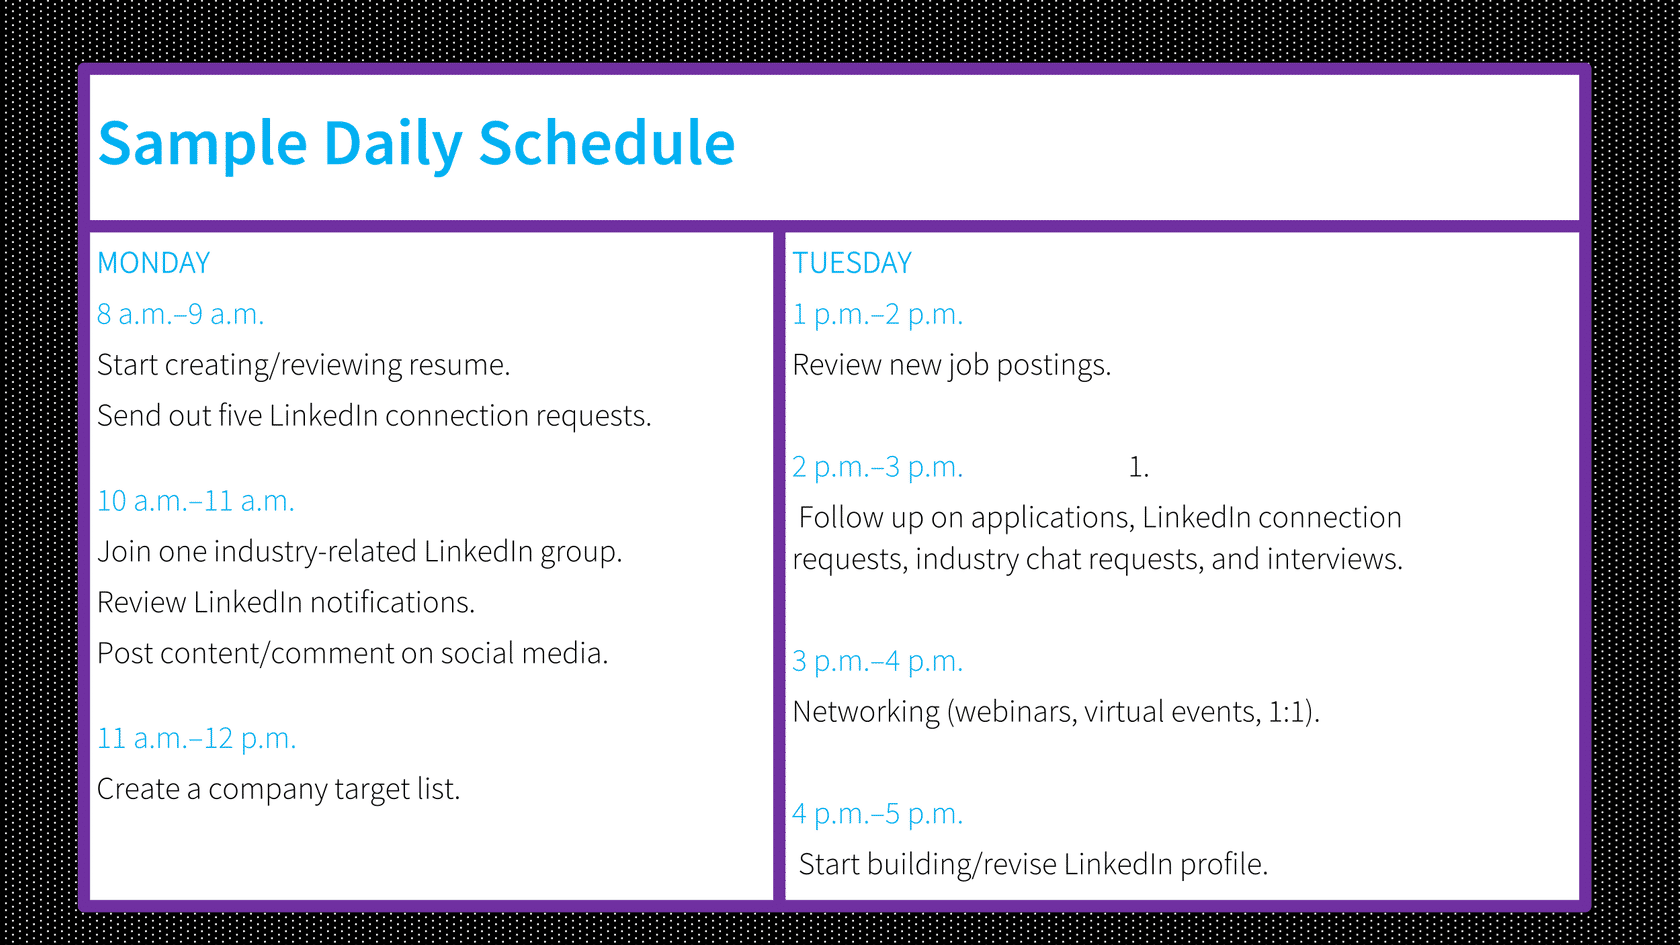 Sample Daily Schedule
MONDAY
8 a.m.–9 a.m.
Start creating/reviewing resume.
Send out five LinkedIn connection requests.
10 a.m.–11 a.m.
Join one industry-related LinkedIn group.
Review LinkedIn notifications.
Post content/comment on social media.
11 a.m.–12 p.m.
Create a company target list.
TUESDAY
1 p.m.–2 p.m.
Review new job postings.
2 p.m.–3 p.m. 1.
Follow up on applications, LinkedIn connection
requests, industry chat requests, and interviews.
3 p.m.–4 p.m.
Networking (webinars, virtual events, 1:1).
4 p.m.–5 p.m.
Start building/revise LinkedIn profile.